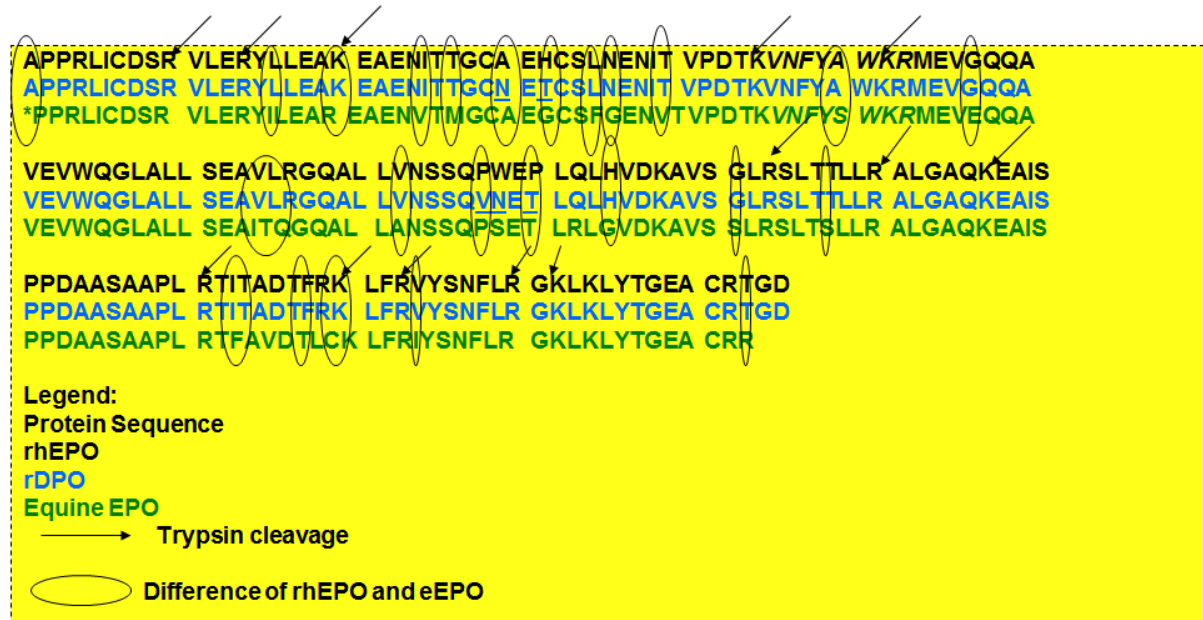 APPRLICDSR VLERYLLEAK EAENITTGCA EHCSLNENIT VPDTKVNFYA WKRMEVGQQA
APPRLICDSR VLERYLLEAK EAENITTGCN ETCSLNENIT VPDTKVNFYA WKRMEVGQQA
*PPRLICDSR VLERYILEAR EAENVTMGCAEGCSFGENVTVPDTKVNFYS WKRMEVEQQA
VEVWQGLALL SEAVLRGQAL LVNSSQPWEP LQLHVDKAVS GLRSLTTLLR ALGAQKEAIS
VEVWQGLALL SEAVLRGQAL LVNSSQVNET LQLHVDKAVS GLRSLTTLLR ALGAQKEAIS
VEVWQGLALL SEAITQGQAL LANSSQPSET LRLGVDKAVS SLRSLTSLLR ALGAQKEAIS
PPDAASAAPL RTITADTFRK LFRVYSNFLR GKLKLYTGEA CRTGD
PPDAASAAPL RTITADTFRK LFRVYSNFLR GKLKLYTGEA CRTGD
PPDAASAAPL RTFAVDTLCK LFRIYSNFLR GKLKLYTGEA CRR
Legend:
Protein Sequence
rhEPO
rDPO
Equine EPO
Trypsin cleavage
Difference of rhEPO and eEPO